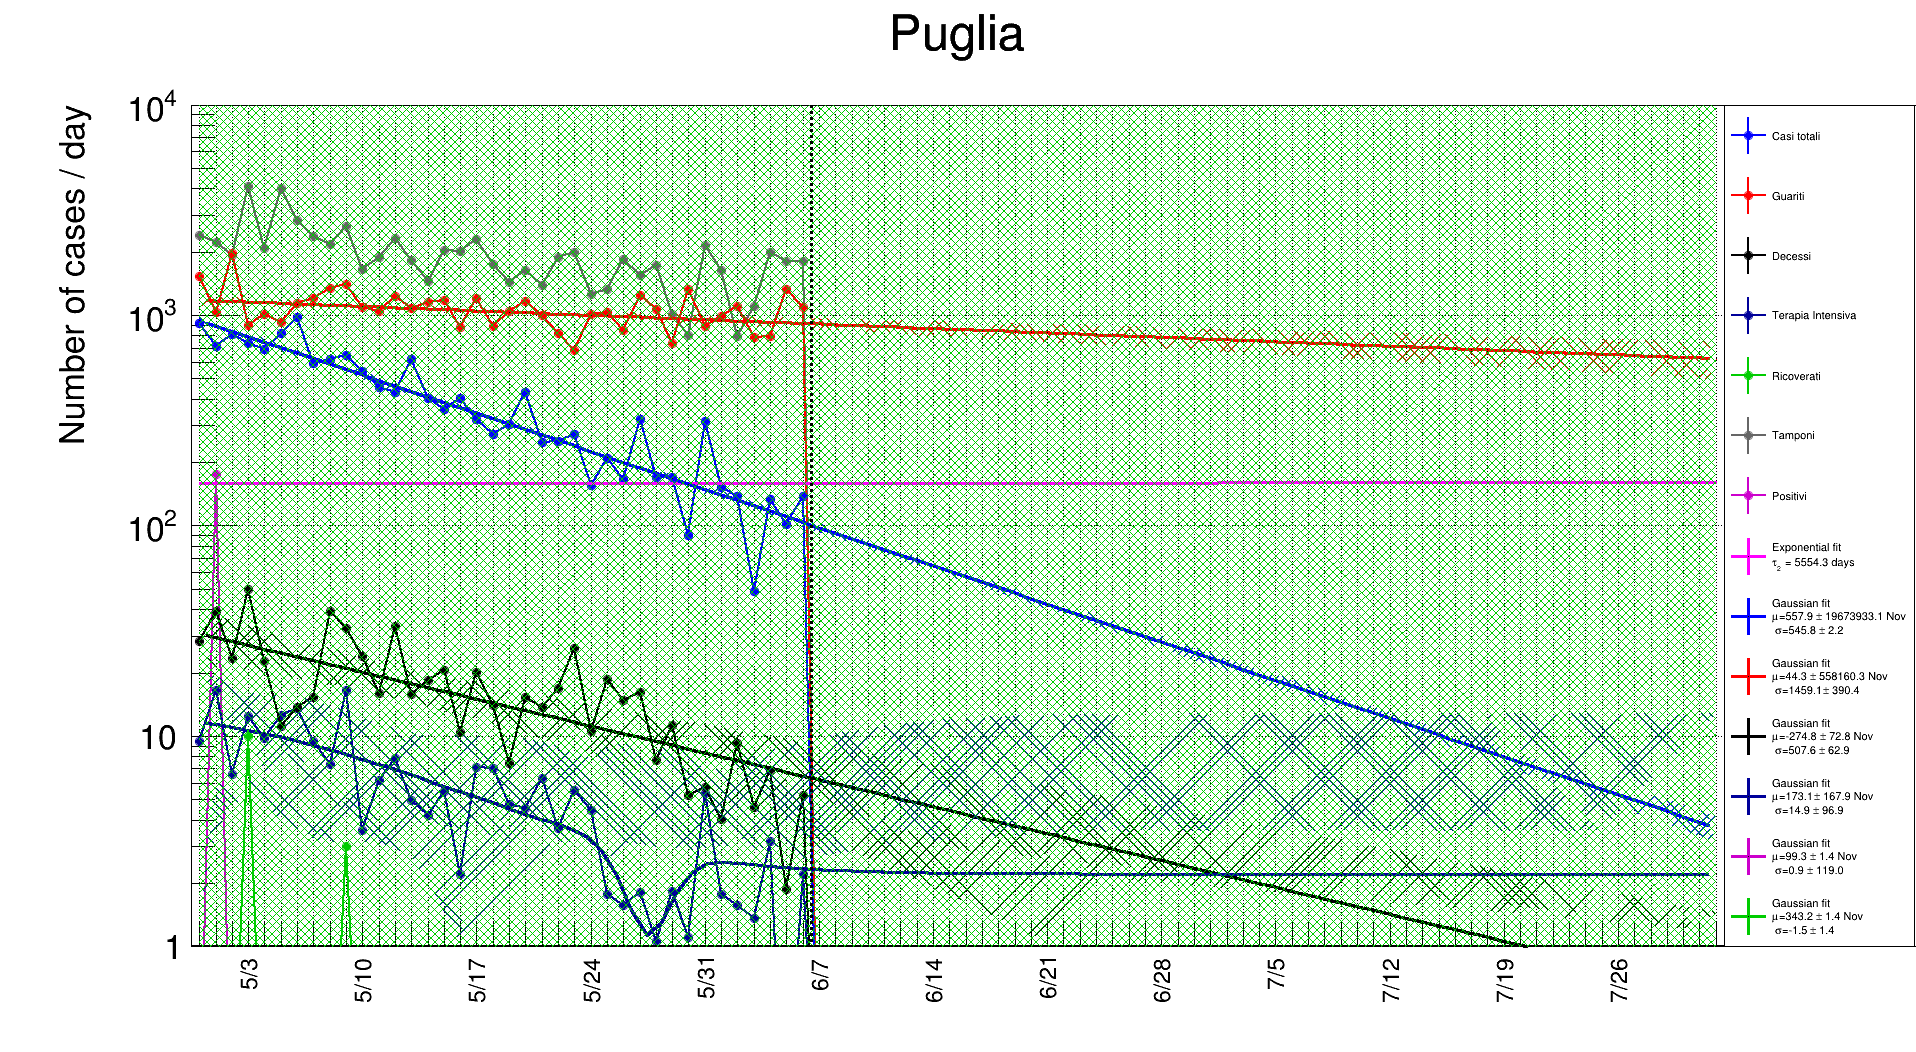 Puglia
Number of cases / day
10⁴
10³
10²
10
1
5/3
5/10
5/17
5/24
5/31
6/7
6/14
6/21
6/28
7/5
7/12
7/19
7/26
Casi totali
Guariti
Decessi
Terapia Intensiva
Ricoverati
Tamponi
Positivi
Exponential fit
τ₂ = 5554.3 days
Gaussian fit
μ=557.9 ± 19673933.1 Nov
σ=545.8 ± 2.2
Gaussian fit
μ=44.3 ± 558160.3 Nov
σ=1459.1 ± 390.4
Gaussian fit
μ=-274.8 ± 72.8 Nov
σ=507.6 ± 62.9
Gaussian fit
μ=173.1 ± 167.9 Nov
σ=14.9 ± 96.9
Gaussian fit
μ=99.3 ± 1.4 Nov
σ=0.9 ± 119.0
Gaussian fit
μ=343.2 ± 1.4 Nov
σ=-1.5 ± 1.4